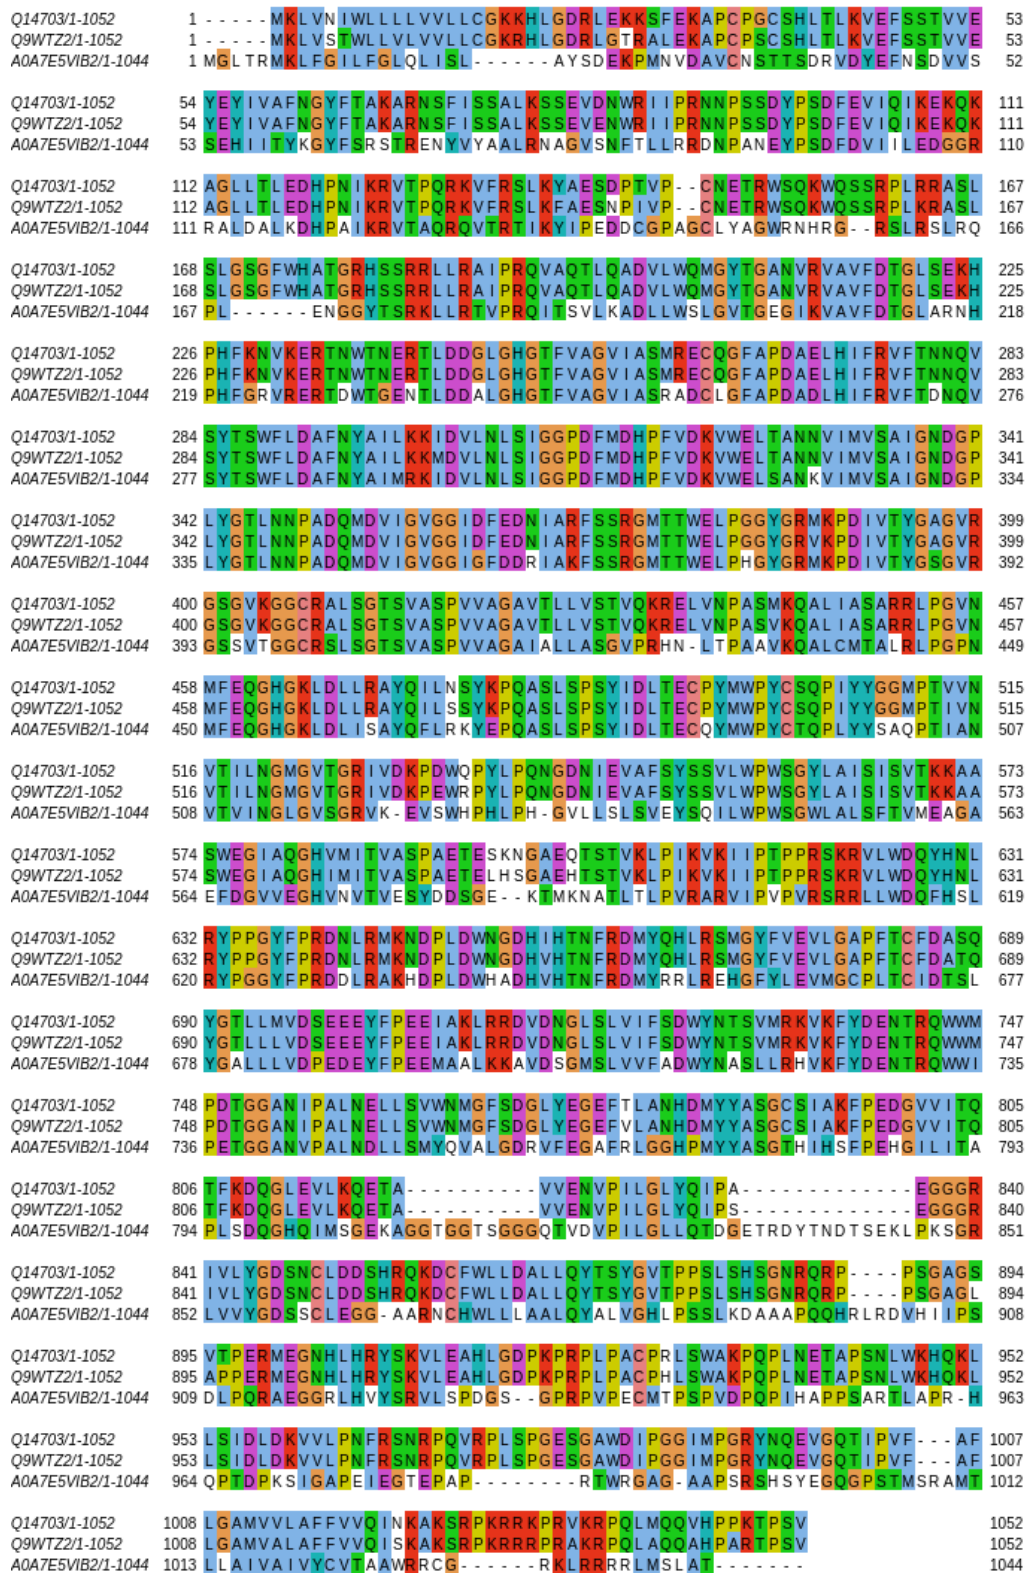 Q14703/1-1052 1 -----MKLVNIWLLLLVVLLCGKKHLGDRLEKKSFEKAPCPGCSHLTLKVEFSSTVVE 53
Q9WTZ2/1-1052 1 -----MKLVSTWLLVLVVLLCGKRHLGDRLGTRALEKAPCPSCSHLTLKVEFSSTVVE 53
A0A7E5VIB2/1-1044 1 MGLTRMKLFGILFGLQLISL------AYSDEKPMNVDAVCNSTTSDRVDYEFNSDVVS 52
Q14703/1-1052 54 YEYIVAFNGYFTAKARNSFISSALKSSEVDNWRIIPRNNPSSDYPSDFEVIQIKEKQK 111
Q9WTZ2/1-1052 54 YEYIVAFNGYFTAKARNSFISSALKSSEVENWRIIPRNNPSSDYPSDFEVIQIKEKQK 111
A0A7E5VIB2/1-1044 53 SEHIITYKGYFSRSTRENYVYAALRNAGVSNFTLLRRDNPANEYPSDFDVIILEDGGR 110
Q14703/1-1052 112 AGLLTLEDHPNIKRVTPQRKVFRSLKYAESDPTVP--CNETRWSQKWQSSRPLRRASL 167
Q9WTZ2/1-1052 112 AGLLTLEDHPNIKRVTPQRKVFRSLKFAESNPIVP--CNETRWSQKWQSSRPLKRASL 167
A0A7E5VIB2/1-1044 111 RALDALKDHPAIKRVTAQRQVTRTIKYIPEDDCGPAGCLYAGWRNHRG--RSLRSLRQ 166
Q14703/1-1052 168 SLGSGFWHATGRHSSRRLLRAIPRQVAQTLQADVLWQMGYTGANVRVAVFDTGLSEKH 225
Q9WTZ2/1-1052 168 SLGSGFWHATGRHSSRRLLRAIPRQVAQTLQADVLWQMGYTGANVRVAVFDTGLSEKH 225
A0A7E5VIB2/1-1044 167 PL------ENGGYTSRKLLRTVPRQITSVLKADLLWSLGVTGEGIKVAVFDTGLARNH 218
Q14703/1-1052 226 PHFKNVKERTNWTNERTLDDGLGHGTFVAGVIASMRECQGFAPDAELHIFRVFTNNQV 283
Q9WTZ2/1-1052 226 PHFKNVKERTNWTNERTLDDGLGHGTFVAGVIASMRECQGFAPDAELHIFRVFTNNQV 283
A0A7E5VIB2/1-1044 219 PHFGRVRERTDWTGENTLDDALGHGTFVAGVIASRADCLGFAPDADLHIFRVFTDNQV 276
Q14703/1-1052 284 SYTSWFLDAFNYAILKKIDVLNLSIGGPDFMDHPFVDKVWELTANNVIMVSAIGNDGP 341
Q9WTZ2/1-1052 284 SYTSWFLDAFNYAILKKMDVLNLSIGGPDFMDHPFVDKVWELTANNVIMVSAIGNDGP 341
A0A7E5VIB2/1-1044 277 SYTSWFLDAFNYAIMRKIDVLNLSIGGPDFMDHPFVDKVWELSANKVIMVSAIGNDGP 334
Q14703/1-1052 342 LYGTLNNPADQMDVIGVGGIDFEDNIARFSSRGMTTWELPGGYGRMKPDIVTYGAGVR 399
Q9WTZ2/1-1052 342 LYGTLNNPADQMDVIGVGGIDFEDNIARFSSRGMTTWELPGGYGRVKPDIVTYGAGVR 399
A0A7E5VIB2/1-1044 335 LYGTLNNPADQMDVIGVGGIGFDDRIAKFSSRGMTTWELPHGYGRMKPDIVTYGSGVR 392
Q14703/1-1052 400 GSGVKGGCRALSGTSVASPVVAGAVTLLVSTVQKRELVNPASMKQALIASARRLPGVN 457
Q9WTZ2/1-1052 400 GSGVKGGCRALSGTSVASPVVAGAVTLLVSTVQKRELVNPASVKQALIASARRLPGVN 457
A0A7E5VIB2/1-1044 393 GSSVTGGCRSLSGTSVASPVVAGAIALLASGVPRHN-LTPAAVKQALCMTALRLPGPN 449
Q14703/1-1052 458 MFEQGHGKLDLLRAYQILNSYKPQASLSPSYIDLTECPYMWPYCSQPIYYGGMPTVVN 515
Q9WTZ2/1-1052 458 MFEQGHGKLDLLRAYQILSSYKPQASLSPSYIDLTECPYMWPYCSQPIYYGGMPTIVN 515
A0A7E5VIB2/1-1044 450 MFEQGHGKLDLISAYQFLRKYEPQASLSPSYIDLTECQYMWPYCTQPLYYSAQPTIAN 507
Q14703/1-1052 516 VTILNGMGVTGRIVDKPDWQPYLPQNGDNIEVAFSYSSVLWPWSGYLAISISVTKKAA 573
Q9WTZ2/1-1052 516 VTILNGMGVTGRIVDKPEWRPYLPQNGDNIEVAFSYSSVLWPWSGYLAISISVTKKAA 573
A0A7E5VIB2/1-1044 508 VTVINGLGVSGRVK-EVSWHPHLPH-GVLLSLSVEYSQILWPWSGWLALSFTVMEAGA 563
Q14703/1-1052 574 SWEGIAQGHVMITVASPAETESKNGAEQTSTVKLPIKVKIIPTPPRSKRVLWDQYHNL 631
Q9WTZ2/1-1052 574 SWEGIAQGHIMITVASPAETELHSGAEHTSTVKLPIKVKIIPTPPRSKRVLWDQYHNL 631
A0A7E5VIB2/1-1044 564 EFDGVVEGHVNVTVESYDDSGE--KTMKNATLTLPVRARVIPVPVRSRRLLWDQFHSL 619
Q14703/1-1052 632 RYPPGYFPRDNLRMKNDPLDWNGDHIHTNFRDMYQHLRSMGYFVEVLGAPFTCFDASQ 689
Q9WTZ2/1-1052 632 RYPPGYFPRDNLRMKNDPLDWNGDHVHTNFRDMYQHLRSMGYFVEVLGAPFTCFDATQ 689
A0A7E5VIB2/1-1044 620 RYPGGYFPRDDLRAKHDPLDWHADHVHTNFRDMYRRLREHGFYLEVMGCPLTCIDTSL 677
Q14703/1-1052 690 YGTLLMVDSEEEYFPEEIAKLRRDVDNGLSLVIFSDWYNTSVMRKVKFYDENTRQWWM 747
Q9WTZ2/1-1052 690 YGTLLLVDSEEEYFPEEIAKLRRDVDNGLSLVIFSDWYNTSVMRKVKFYDENTRQWWM 747
A0A7E5VIB2/1-1044 678 YGALLLVDPEDEYFPEEMAALKKAVDSGMSLVVFADWYNASLLRHVKFYDENTRQWWI 735
Q14703/1-1052 748 PDTGGANIPALNELLSVWNMGFSDGLYEGEFTLANHDMYYASGCSIAKFPEDGVVITQ 805
Q9WTZ2/1-1052 748 PDTGGANIPALNELLSVWNMGFSDGLYEGEFVLANHDMYYASGCSIAKFPEDGVVITQ 805
A0A7E5VIB2/1-1044 736 PETGGANVPALNDLLSMYQVALGDRVFEGAFRLGGHPMYYASGTHIHSFPEHGILITA 793
Q14703/1-1052 806 TFKDQGLEVLKQETA----------VVENVPILGLYQIPA-------------EGGGR 840
Q9WTZ2/1-1052 806 TFKDQGLEVLKQETA----------VVENVPILGLYQIPS-------------EGGGR 840
A0A7E5VIB2/1-1044 794 PLSDQGHQIMSGEKAGGTGGTSGGGQTVDVPILGLLQTDGETRDYTNDTSEKLPKSGR 851
Q14703/1-1052 841 IVLYGDSNCLDDSHRQKDCFWLLDALLQYTSYGVTPPSLSHSGNRQRP----PSGAGS 894
Q9WTZ2/1-1052 841 IVLYGDSNCLDDSHRQKDCFWLLDALLQYTSYGVTPPSLSHSGNRQRP----PSGAGL 894
A0A7E5VIB2/1-1044 852 LVVYGDSSCLEGG-AARNCHWLLLAALQYALVGHLPSSLKDAAAPQQHRLRDVHIIPS 908
Q14703/1-1052 895 VTPERMEGNHLHRYSKVLEAHLGDPKPRPLPACPRLSWAKPQPLNETAPSNLWKHQKL 952
Q9WTZ2/1-1052 895 APPERMEGNHLHRYSKVLEAHLGDPKPRPLPACPHLSWAKPQPLNETAPSNLWKHQKL 952
A0A7E5VIB2/1-1044 909 DLPQRAEGGRLHVYSRVLSPDGS--GPRPVPECMTPSPVDPQPIHAPPSARTLAPR-H 963
Q14703/1-1052 953 LSIDLDKVVLPNFRSNRPQVRPLSPGESGAWDIPGGIMPGRYNQEVGQTIPVF---AF 1007
Q9WTZ2/1-1052 953 LSIDLDKVVLPNFRSNRPQVRPLSPGESGAWDIPGGIMPGRYNQEVGQTIPVF---AF 1007
A0A7E5VIB2/1-1044 964 QPTDPKSIGAPEIEGTEPAP--------RTWRGAG-AAPSRSHSYEGQGPSTMSRAMT 1012
Q14703/1-1052 1008 LGAMVVLAFFVVQINKAKSRPKRRKPRVKRPQLMQQVHPPKTPSV 1052
Q9WTZ2/1-1052 1008 LGAMVALAFFVVQISKAKSRPKRRRPRAKRPQLAQQAHPARTPSV 1052
A0A7E5VIB2/1-1044 1013 LLAIVAIVYCVTAAWRRCG------RKLRRRRLMSLAT------- 1044